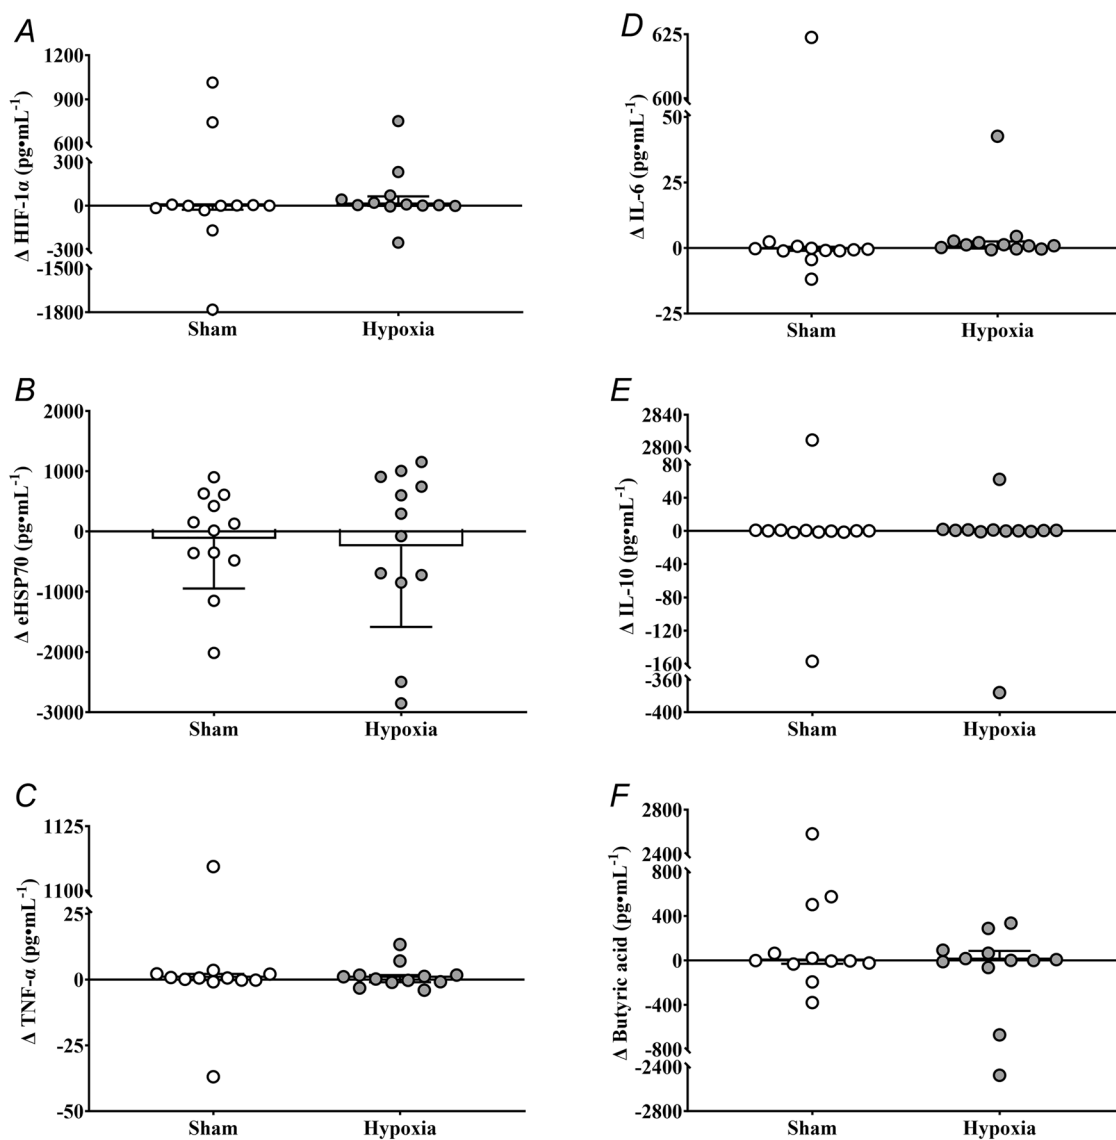 A
Δ HIF-1α (pg•mL⁻¹)
1200
900
600
300
0
-300
-1500
-1800
Sham Hypoxia
B
Δ eHSP70 (pg•mL⁻¹)
2000
1000
0
-1000
-2000
-3000
Sham Hypoxia
C
Δ TNF-α (pg•mL⁻¹)
1125
1100
25
0
-25
-50
Sham Hypoxia
D
Δ IL-6 (pg•mL⁻¹)
625
600
50
25
0
-25
Sham Hypoxia
E
Δ IL-10 (pg•mL⁻¹)
2840
2800
80
40
0
-40
-80
-120
-160
-360
-400
Sham Hypoxia
F
Δ Butyric acid (pg•mL⁻¹)
2800
2400
800
400
0
-400
-800
-2400
-2800
Sham Hypoxia